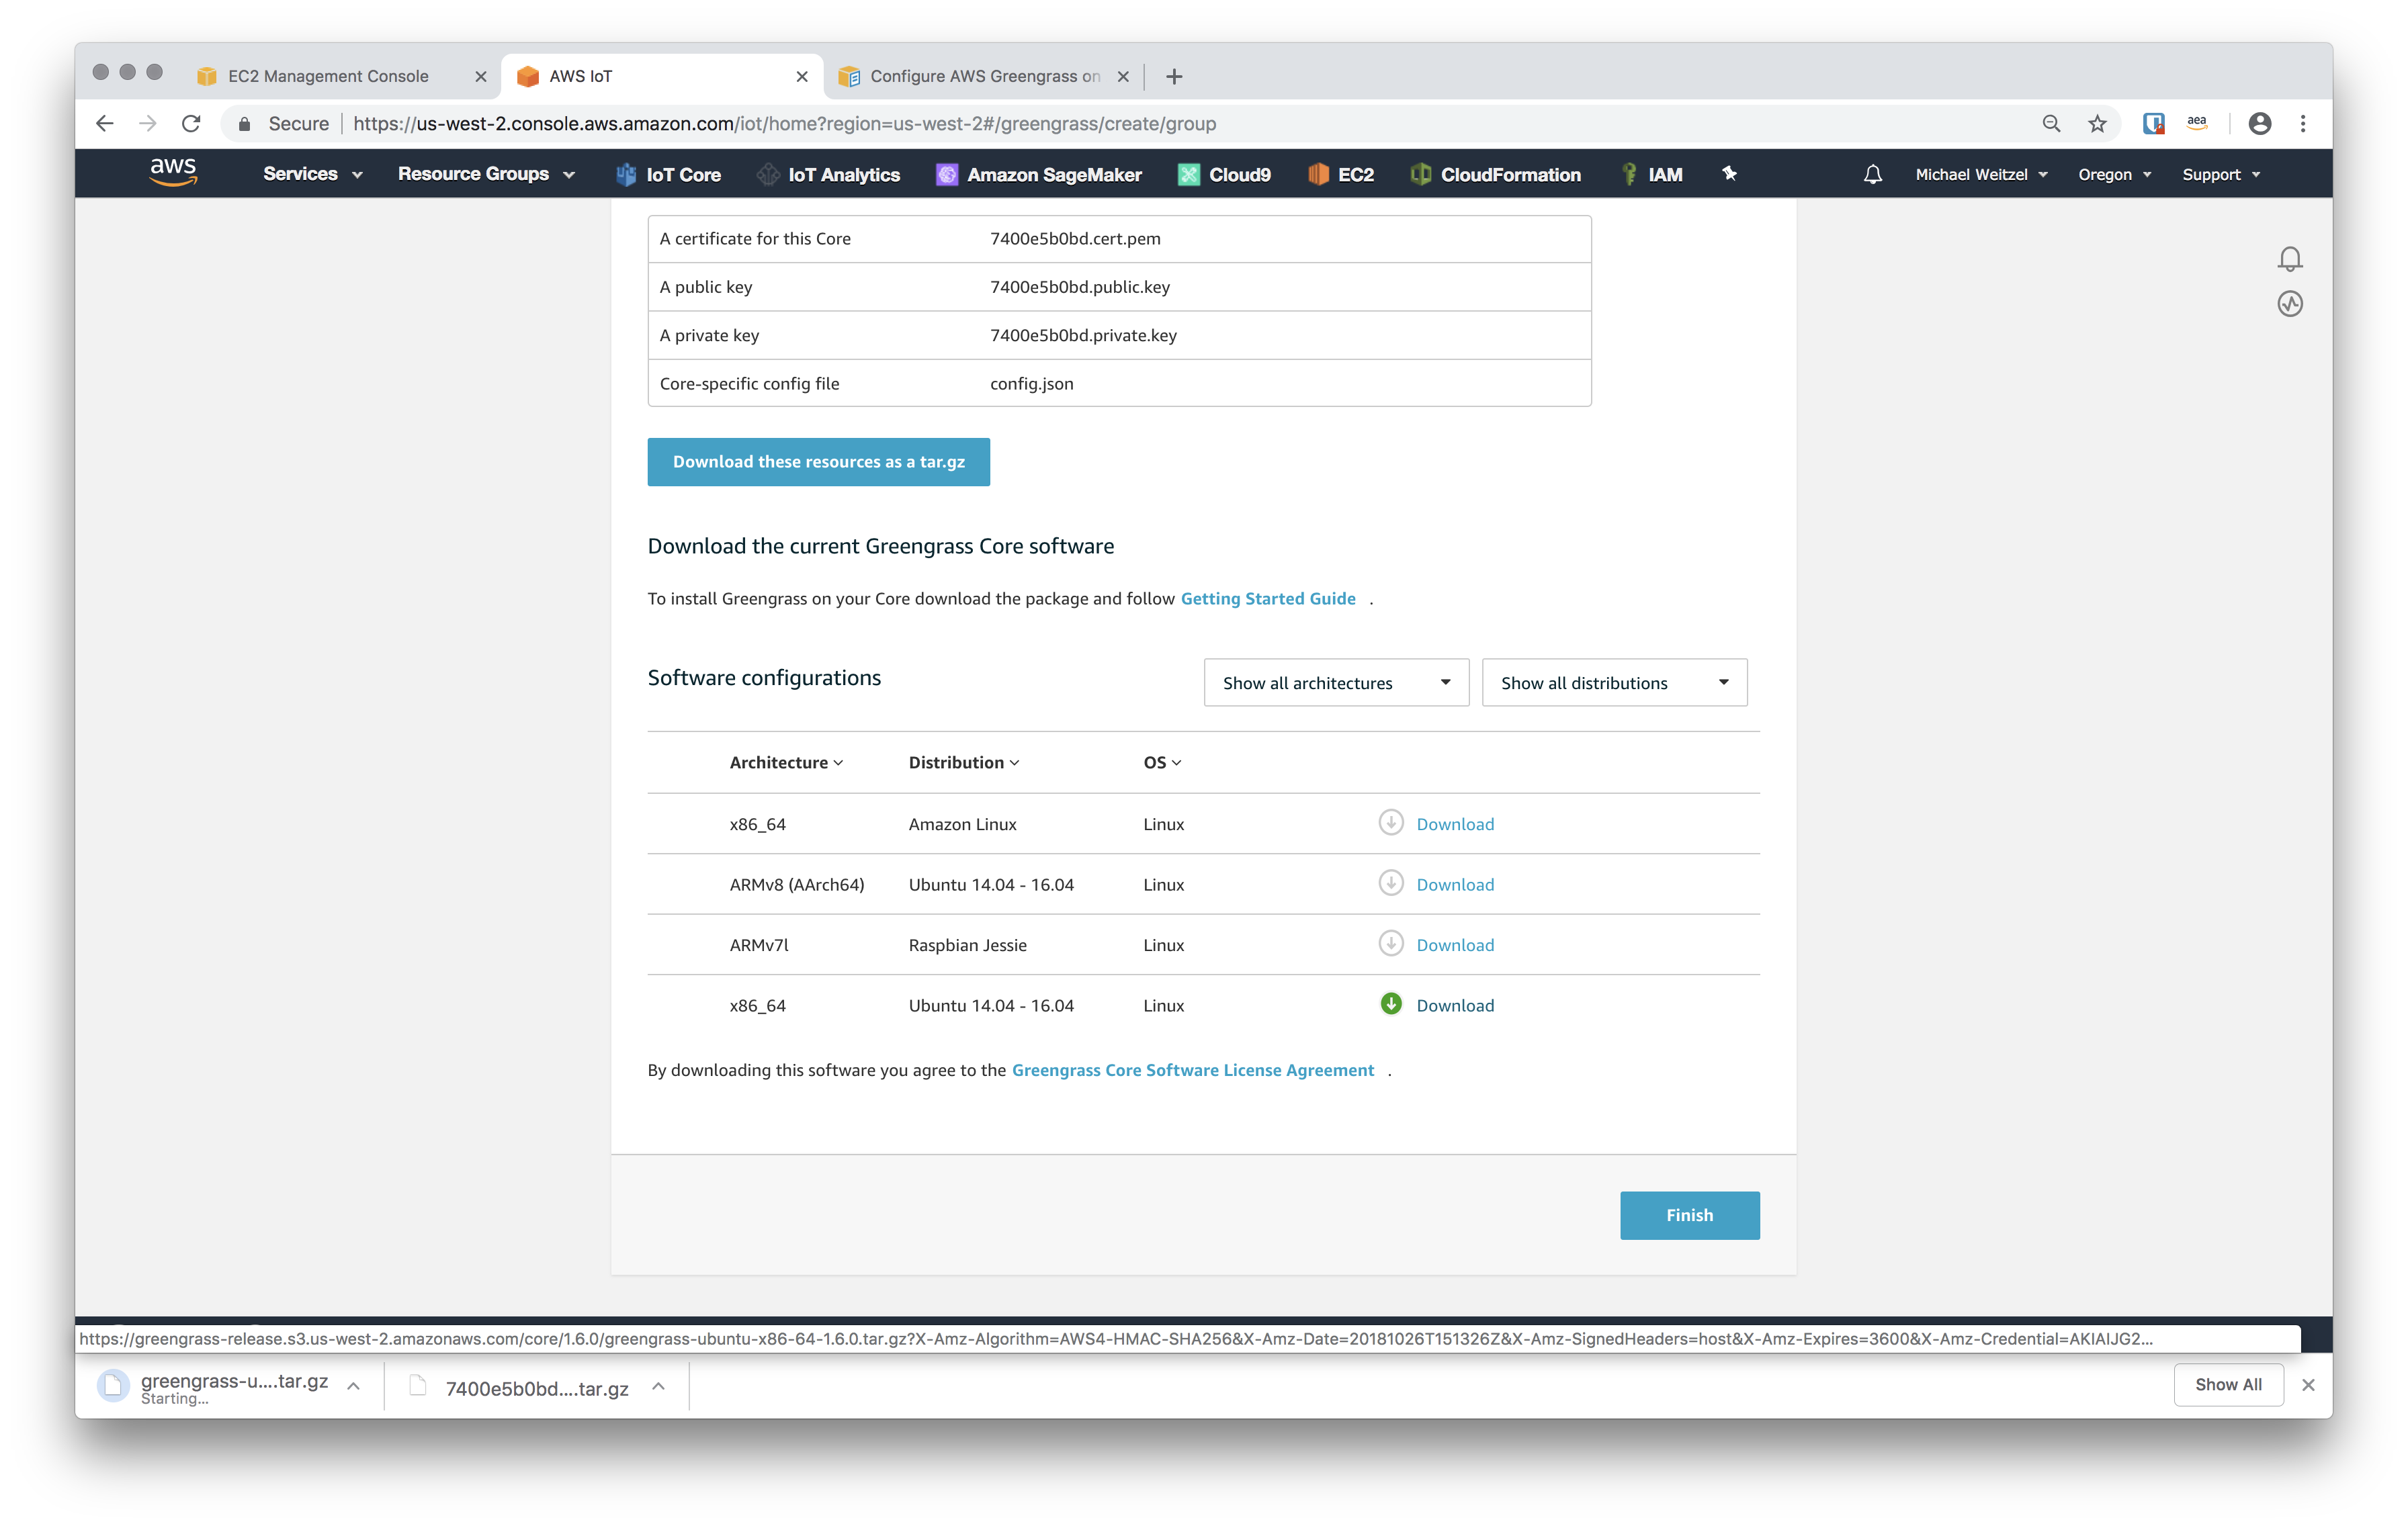 EC2 Management Console
AWS IoT
Configure AWS Greengrass on
Secure
https://us-west-2.console.aws.amazon.com/iot/home?region=us-west-2#/greengrass/create/group
aea
aws
Services
Resource Groups
IoT Core
IoT Analytics
Amazon SageMaker
Cloud9
EC2
CloudFormation
IAM
Michael Weitzel
Oregon
Support
A certificate for this Core 7400e5b0bd.cert.pem
A public key 7400e5b0bd.public.key
A private key 7400e5b0bd.private.key
Core-specific config file config.json
Download these resources as a tar.gz
Download the current Greengrass Core software
To install Greengrass on your Core download the package and follow Getting Started Guide .
Software configurations
Show all architectures
Show all distributions
Architecture Distribution OS
x86_64 Amazon Linux Linux Download
ARMv8 (AArch64) Ubuntu 14.04 - 16.04 Linux Download
ARMv7l Raspbian Jessie Linux Download
x86_64 Ubuntu 14.04 - 16.04 Linux Download
By downloading this software you agree to the Greengrass Core Software License Agreement .
Finish
https://greengrass-release.s3.us-west-2.amazonaws.com/core/1.6.0/greengrass-ubuntu-x86-64-1.6.0.tar.gz?X-Amz-Algorithm=AWS4-HMAC-SHA256&X-Amz-Date=20181026T151326Z&X-Amz-SignedHeaders=host&X-Amz-Expires=3600&X-Amz-Credential=AKIAIJG2...
greengrass-u....tar.gz
Starting...
7400e5b0bd....tar.gz
Show All